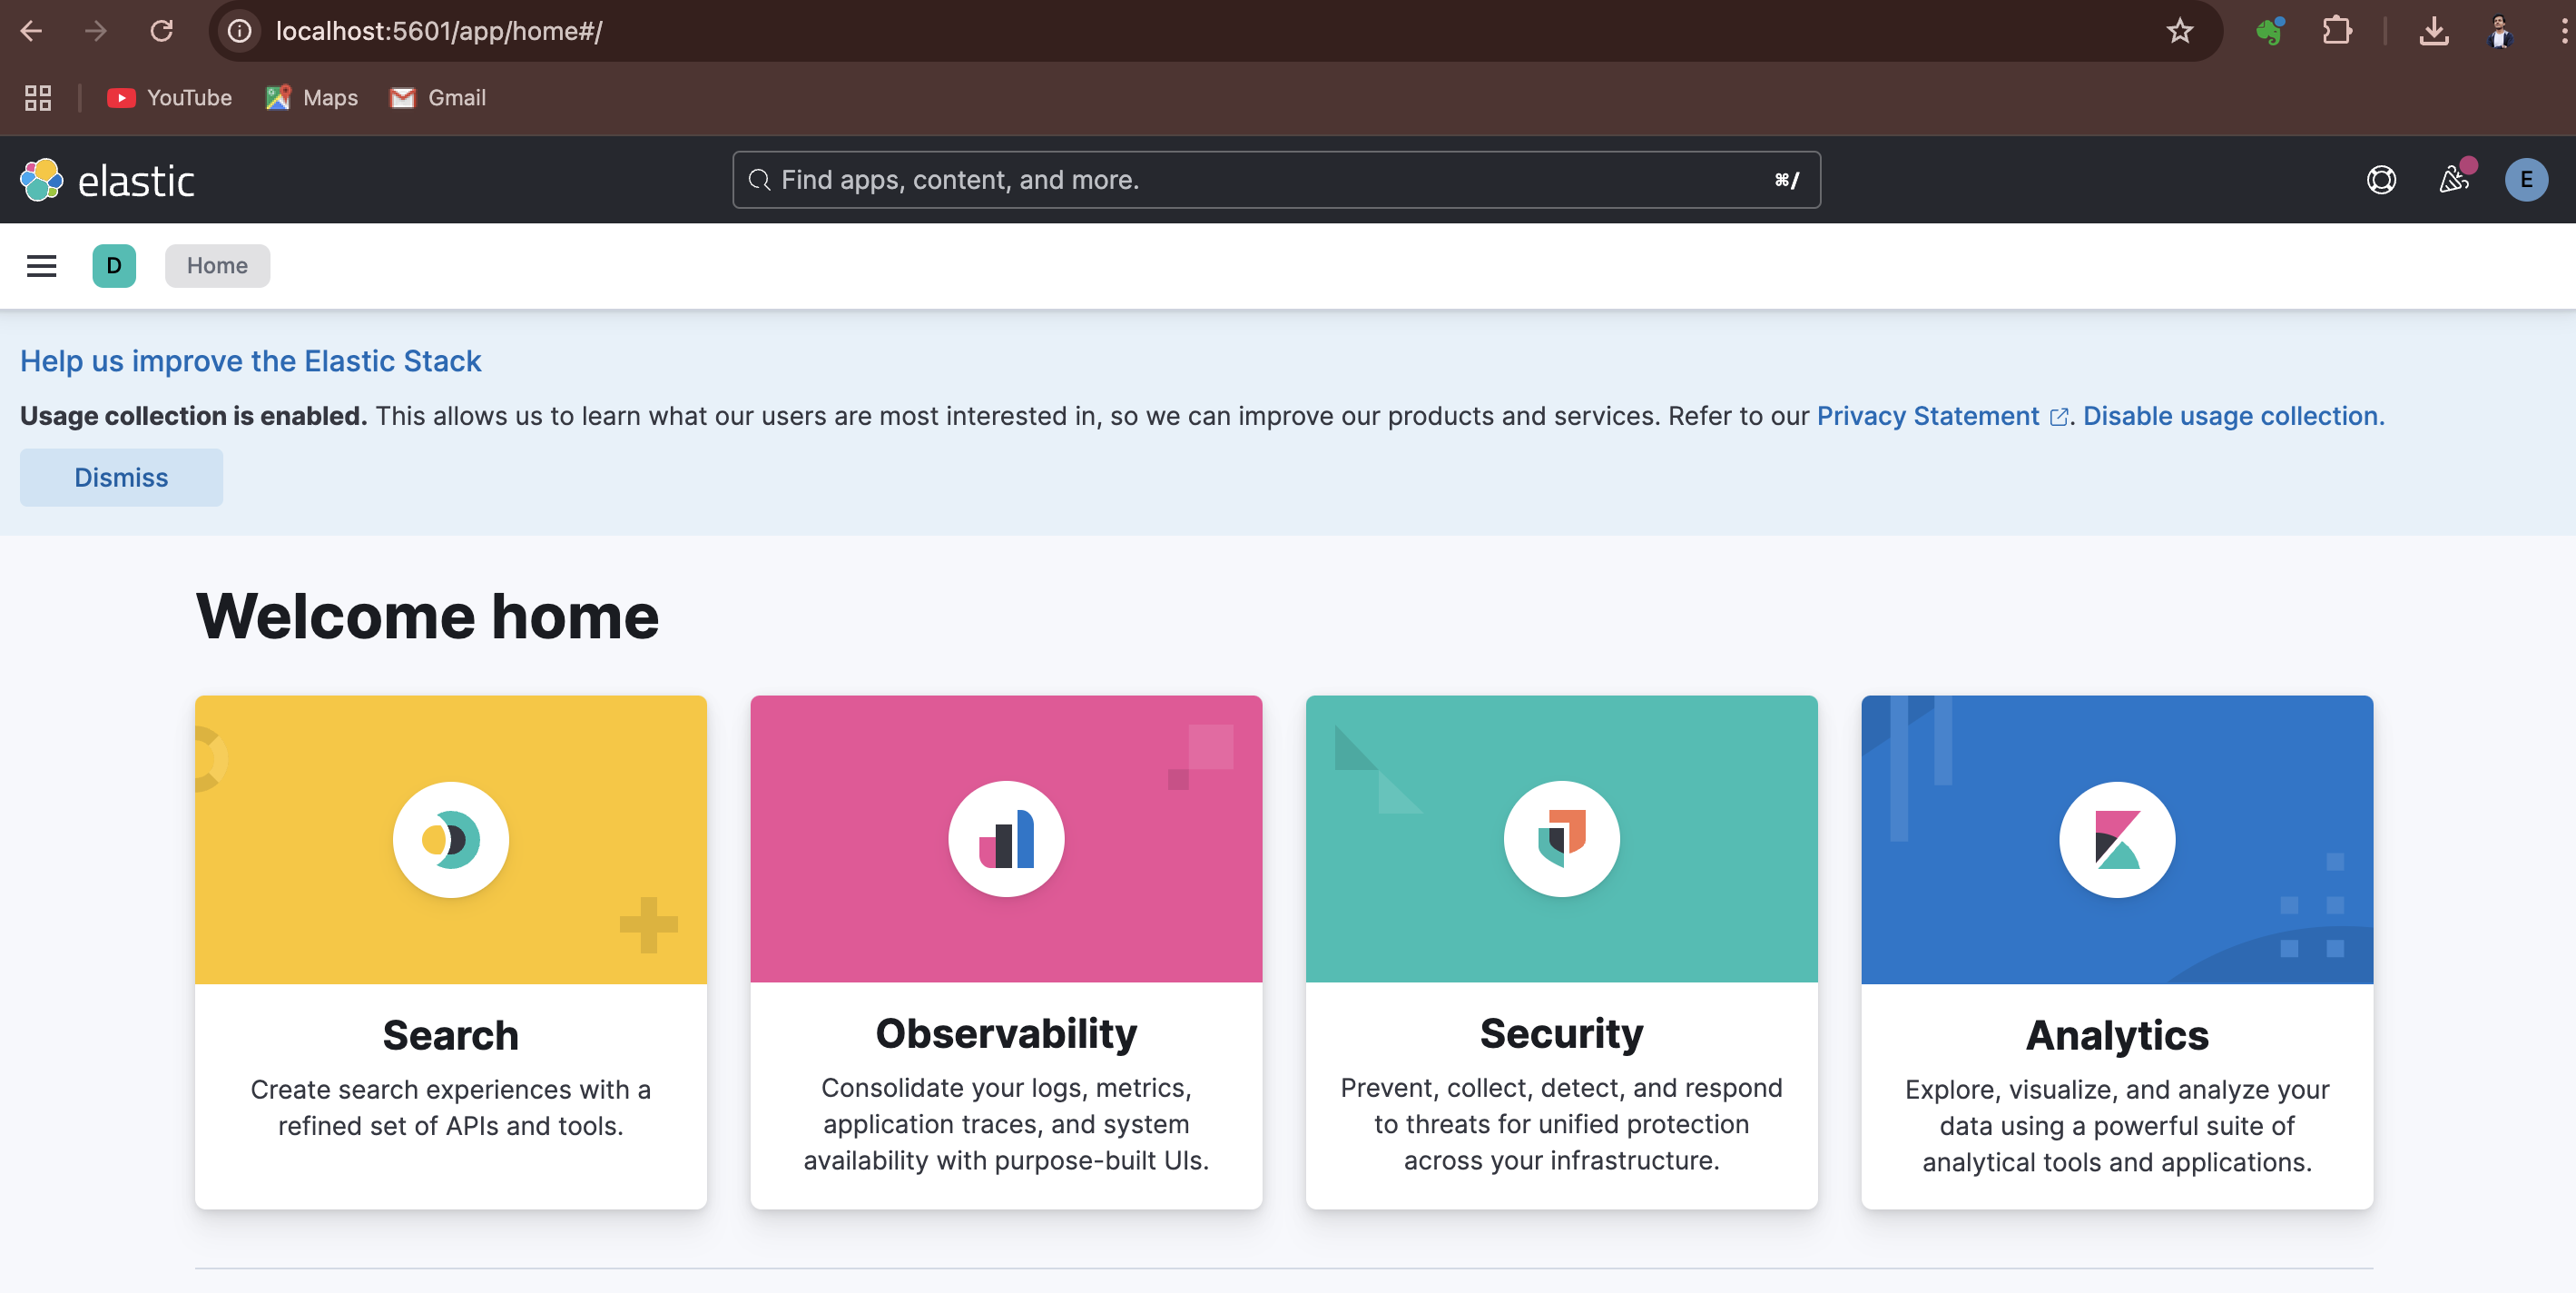 localhost:5601/app/home#/
YouTube
Maps
Gmail
elastic
Find apps, content, and more.
⌘/
E
D
Home
Help us improve the Elastic Stack
Usage collection is enabled. This allows us to learn what our users are most interested in, so we can improve our products and services. Refer to our Privacy Statement. Disable usage collection.
Dismiss
Welcome home
Search
Create search experiences with a
refined set of APIs and tools.
Observability
Consolidate your logs, metrics,
application traces, and system
availability with purpose-built UIs.
Security
Prevent, collect, detect, and respond
to threats for unified protection
across your infrastructure.
Analytics
Explore, visualize, and analyze your
data using a powerful suite of
analytical tools and applications.